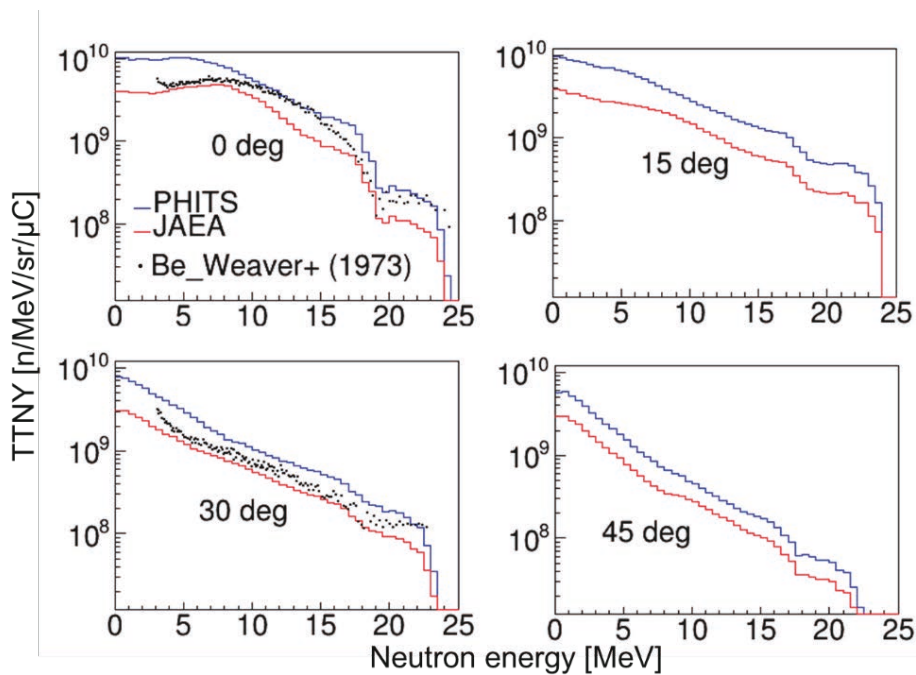 TTNY [n/MeV/sr/μC]
10^10
10^9
10^8
0 deg
PHITS
JAEA
Be_Weaver+ (1973)
0 5 10 15 20 25
10^10
10^9
10^8
15 deg
0 5 10 15 20 25
10^10
10^9
10^8
30 deg
0 5 10 15 20 25
10^10
10^9
10^8
45 deg
0 5 10 15 20 25
Neutron energy [MeV]